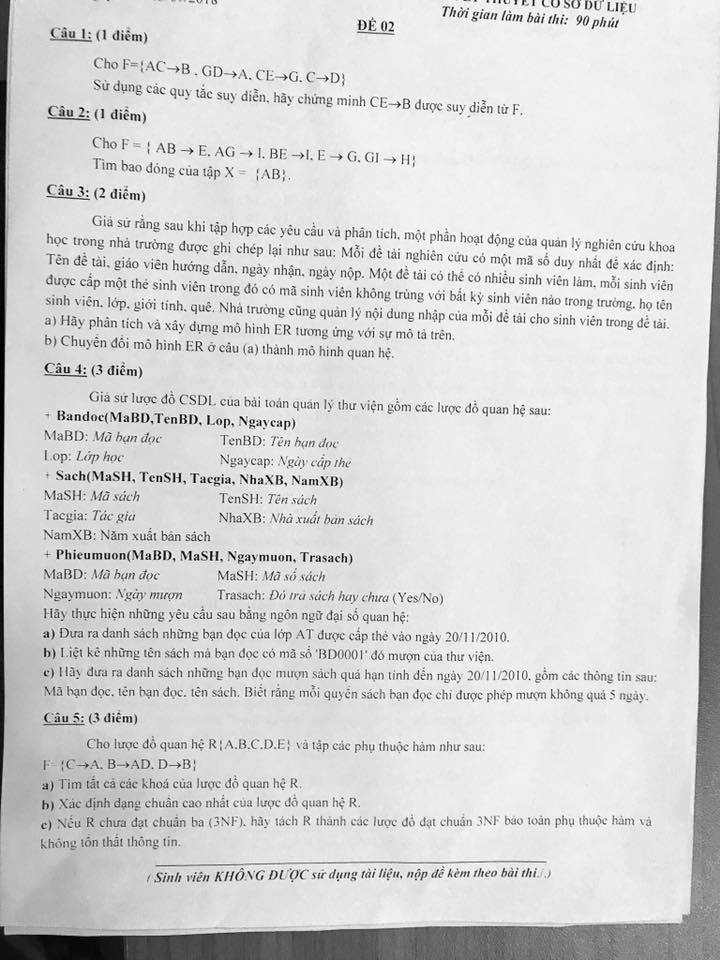 THUYẾT CƠ SỞ DỮ LIỆU
ĐỀ 02
Thời gian làm bài thi: 90 phút
Câu 1: (1 điểm)
Cho F={AC→B , GD→A, CE→G, C→D}
Sử dụng các quy tắc suy diễn, hãy chứng minh CE→B được suy diễn từ F.
Câu 2: (1 điểm)
Cho F = { AB → E, AG → I, BE →I, E → G, GI → H}
Tìm bao đóng của tập X = {AB}.
Câu 3: (2 điểm)
Giả sử rằng sau khi tập hợp các yêu cầu và phân tích, một phần hoạt động của quản lý nghiên cứu khoa
học trong nhà trường được ghi chép lại như sau: Mỗi đề tài nghiên cứu có một mã số duy nhất để xác định:
Tên đề tài, giáo viên hướng dẫn, ngày nhận, ngày nộp. Một đề tài có thể có nhiều sinh viên làm, mỗi sinh viên
được cấp một thẻ sinh viên trong đó có mã sinh viên không trùng với bất kỳ sinh viên nào trong trường, họ tên
sinh viên, lớp, giới tính, quê. Nhà trường cũng quản lý nội dung nhập của mỗi đề tài cho sinh viên trong đề tài.
a) Hãy phân tích và xây dựng mô hình ER tương ứng với sự mô tả trên.
b) Chuyển đổi mô hình ER ở câu (a) thành mô hình quan hệ.
Câu 4: (3 điểm)
Giả sử lược đồ CSDL của bài toán quản lý thư viện gồm các lược đồ quan hệ sau:
+ Bandoc(MaBD,TenBD, Lop, Ngaycap)
MaBD: Mã bạn đọc TenBD: Tên bạn đọc
Lop: Lớp học Ngaycap: Ngày cấp thẻ
+ Sach(MaSH, TenSH, Tacgia, NhaXB, NamXB)
MaSH: Mã sách TenSH: Tên sách
Tacgia: Tác gia NhaXB: Nhà xuất bản sách
NamXB: Năm xuất bản sách
+ Phieumuon(MaBD, MaSH, Ngaymuon, Trasach)
MaBD: Mã bạn đọc MaSH: Mã số sách
Ngaymuon: Ngày mượn Trasach: Đó trả sách hay chưa (Yes/No)
Hãy thực hiện những yêu cầu sau bằng ngôn ngữ đại số quan hệ:
a) Đưa ra danh sách những bạn đọc của lớp AT được cấp thẻ vào ngày 20/11/2010.
b) Liệt kê những tên sách mà bạn đọc có mã số 'BD0001' đó mượn của thư viện.
c) Hãy đưa ra danh sách những bạn đọc mượn sách quá hạn tính đến ngày 20/11/2010, gồm các thông tin sau:
Mã bạn đọc, tên bạn đọc, tên sách. Biết rằng mỗi quyển sách bạn đọc chỉ được phép mượn không quá 5 ngày.
Câu 5: (3 điểm)
Cho lược đồ quan hệ R{A,B,C,D,E} và tập các phụ thuộc hàm như sau:
F= {C→A, B→AD, D→B}
a) Tìm tất cả các khoá của lược đồ quan hệ R.
b) Xác định dạng chuẩn cao nhất của lược đồ quan hệ R.
c) Nếu R chưa đạt chuẩn ba (3NF), hãy tách R thành các lược đồ đạt chuẩn 3NF bảo toàn phụ thuộc hàm và
không tổn thất thông tin.
( Sinh viên KHÔNG ĐƯỢC sử dụng tài liệu, nộp đề kèm theo bài thi./.)